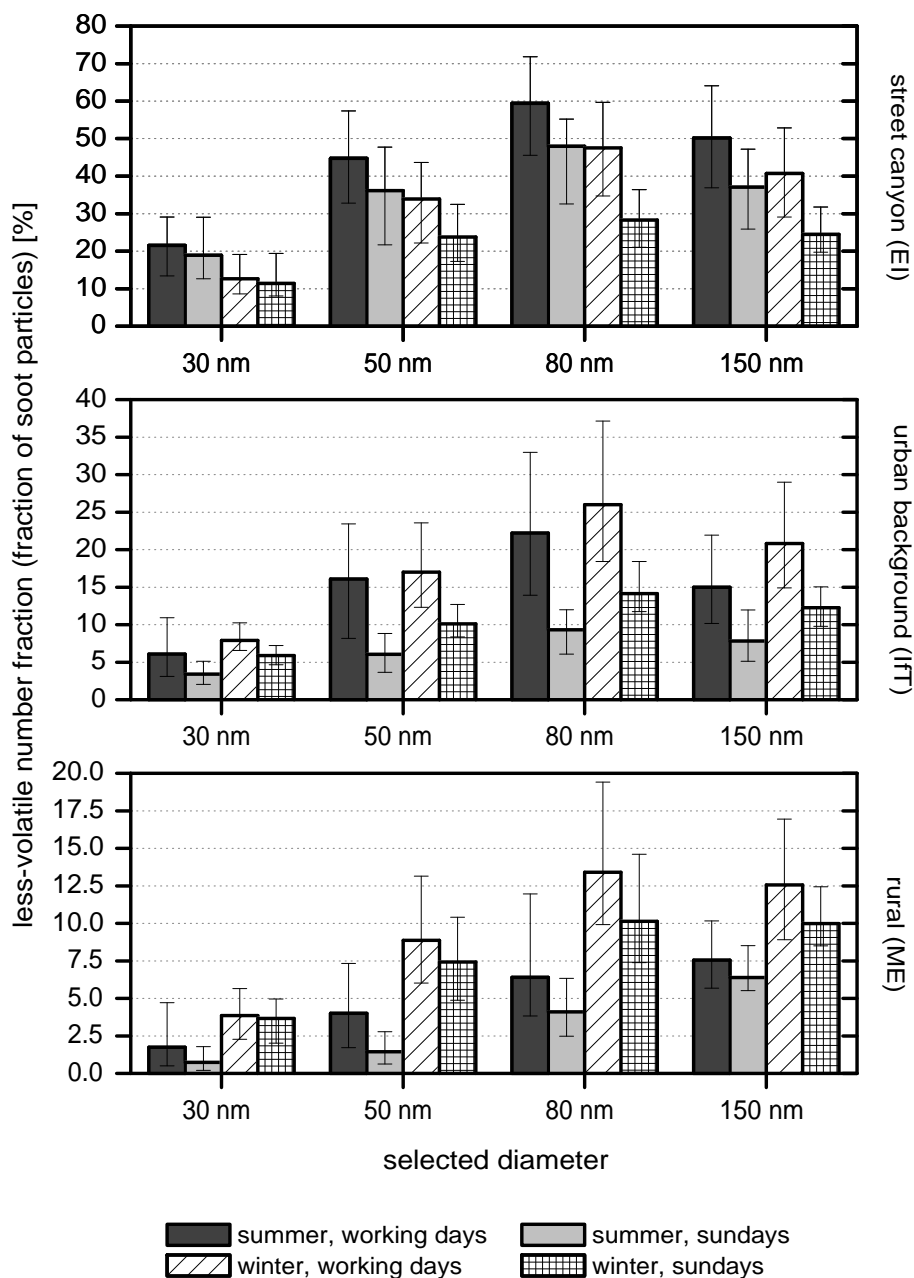 less-volatile number fraction (fraction of soot particles) [%]
80
70
60
50
40
30
20
10
0
30 nm
50 nm
80 nm
150 nm
street canyon (EI)
40
35
30
25
20
15
10
5
0
30 nm
50 nm
80 nm
150 nm
urban background (IfT)
20.0
17.5
15.0
12.5
10.0
7.5
5.0
2.5
0.0
30 nm
50 nm
80 nm
150 nm
rural (ME)
selected diameter
summer, working days
summer, sundays
winter, working days
winter, sundays